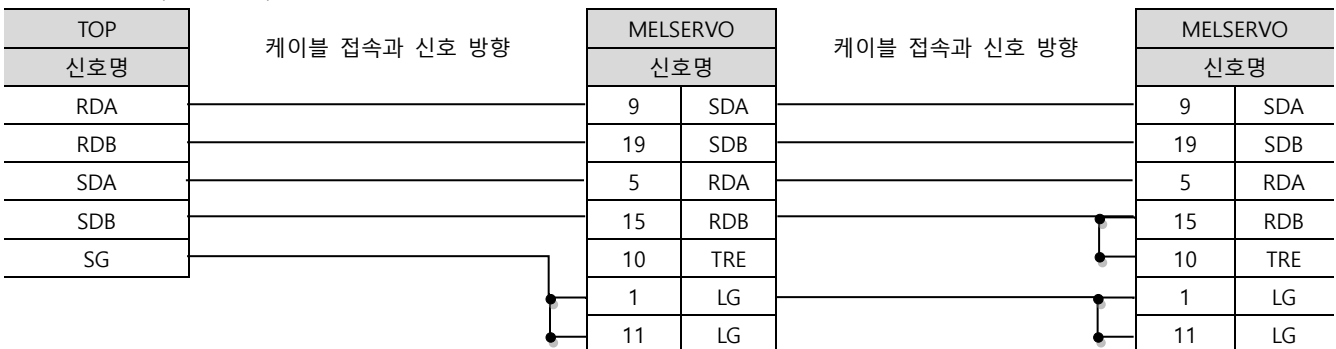 TOP 케이블 접속과 신호 방향 MELSERVO 케이블 접속과 신호 방향 MELSERVO
신호명 신호명 신호명
RDA 9 SDA 9 SDA
RDB 19 SDB 19 SDB
SDA 5 RDA 5 RDA
SDB 15 RDB 15 RDB
SG 10 TRE 10 TRE
1 LG 1 LG
11 LG 11 LG